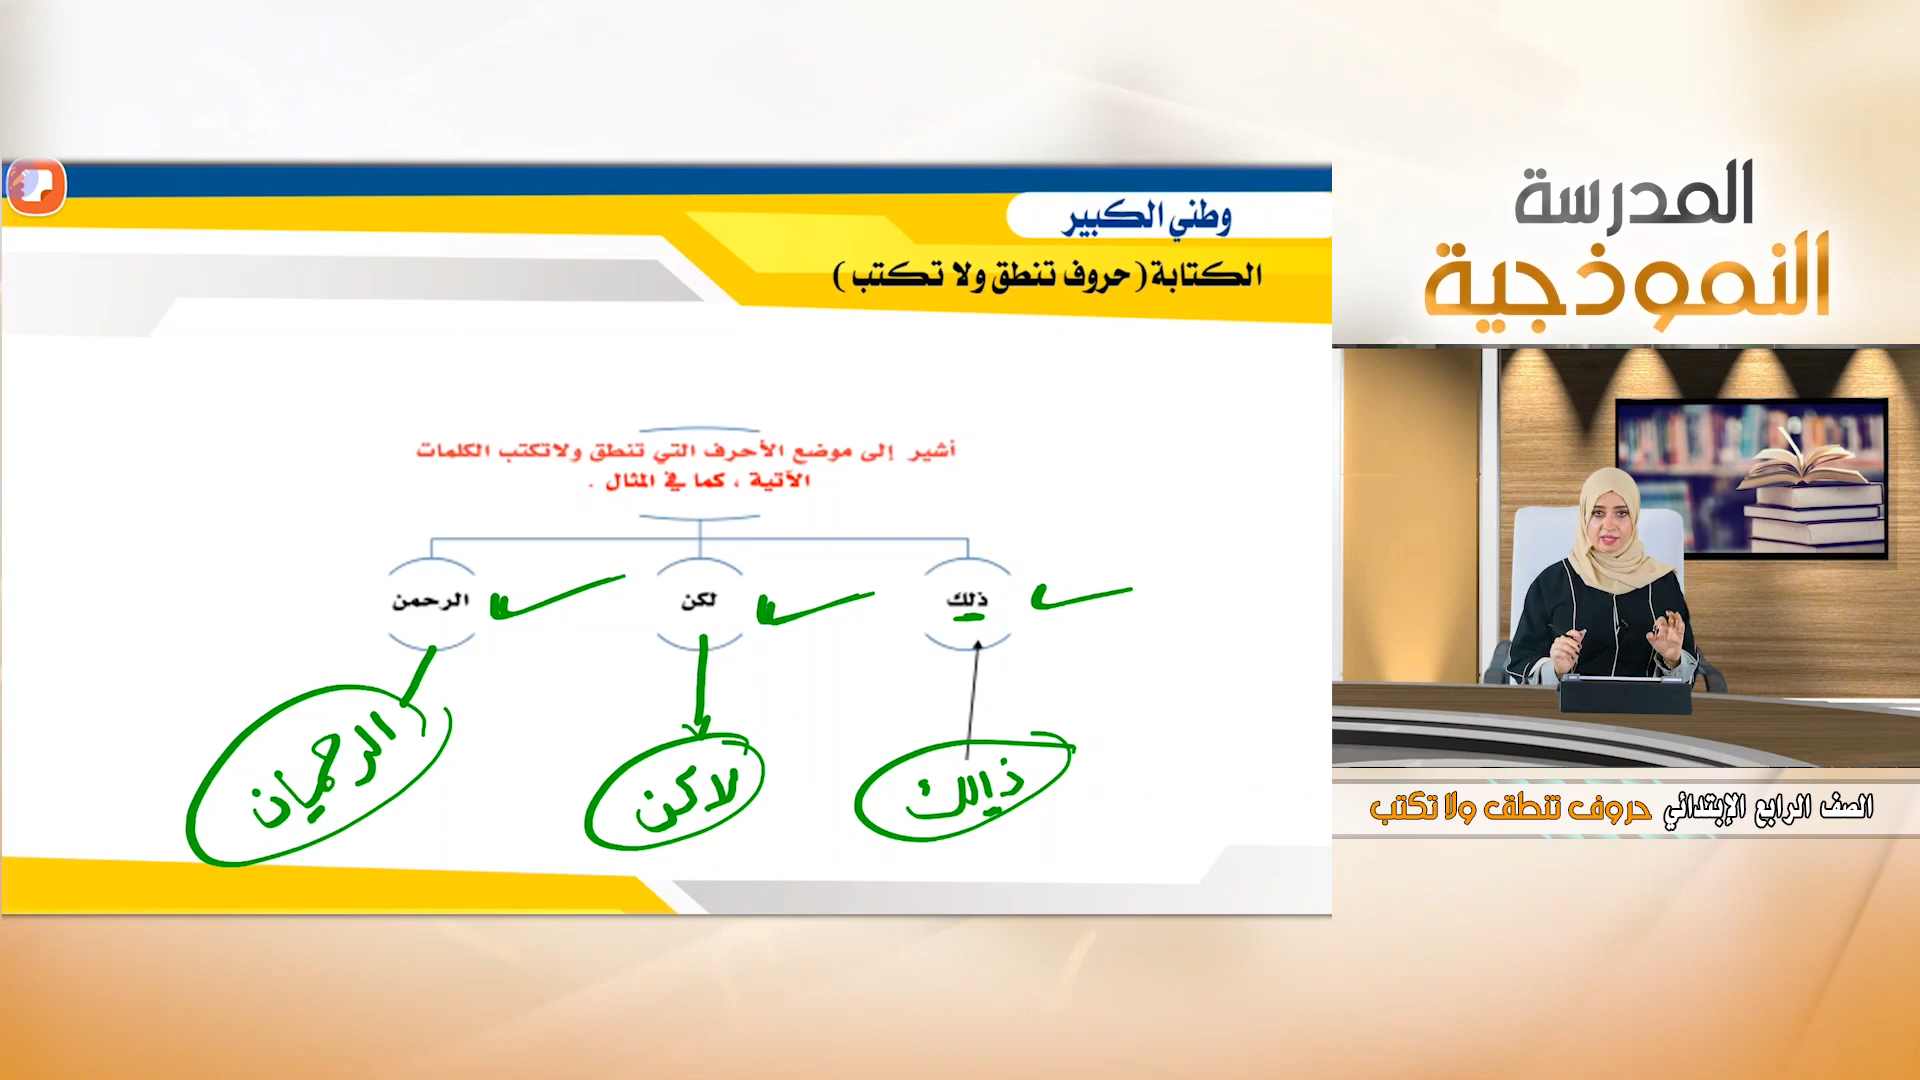 وطني الكبير
الكتابة (حروف تنطق ولا تكتب)
أشير إلى موضع الأحرف التي تنطق ولاتكتب الكلمات
الآتية ، كما في المثال .
ذلك
لكن
الرحمن
ذالك
لاكن
الرحمان
المدرسة
النموذجية
الصف الرابع الإبتدائي حروف تنطق ولا تكتب